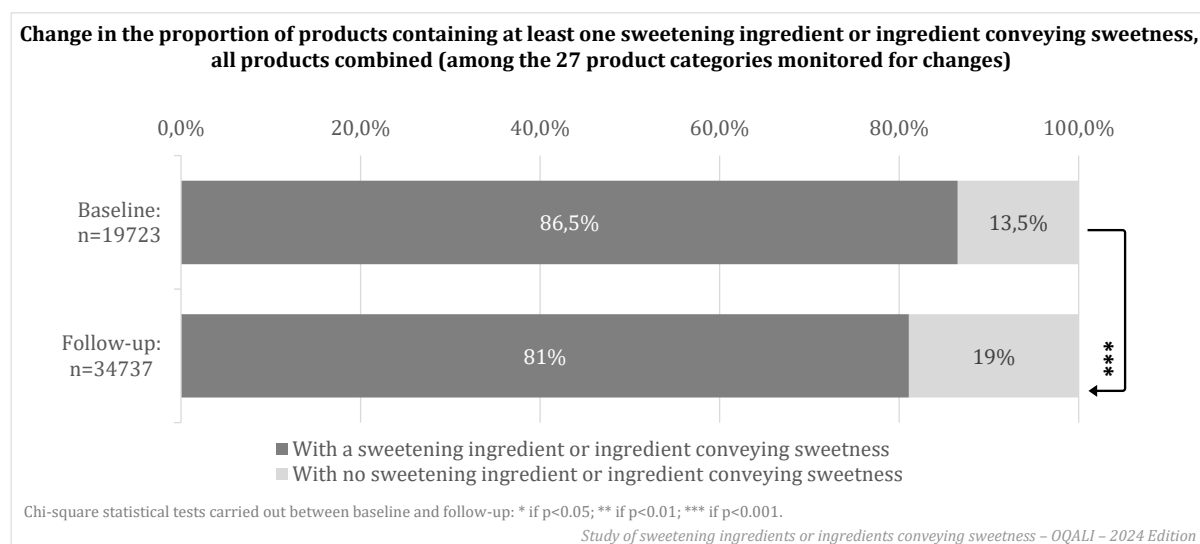 Change in the proportion of products containing at least one sweetening ingredient or ingredient conveying sweetness,
all products combined (among the 27 product categories monitored for changes)
0,0% 20,0% 40,0% 60,0% 80,0% 100,0%
Baseline:
n=19723
86,5% 13,5%
Follow-up:
n=34737
81% 19%
***
With a sweetening ingredient or ingredient conveying sweetness
With no sweetening ingredient or ingredient conveying sweetness
Chi-square statistical tests carried out between baseline and follow-up: * if p<0.05; ** if p<0.01; *** if p<0.001.
Study of sweetening ingredients or ingredients conveying sweetness – OQALI – 2024 Edition